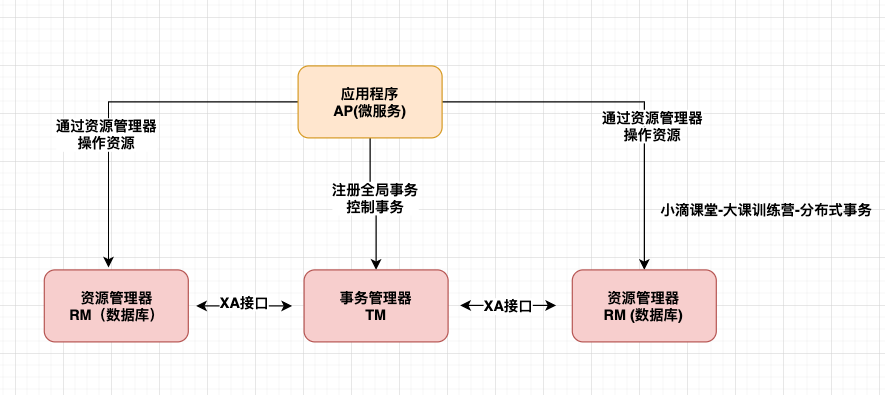 应用程序
AP(微服务)
通过资源管理器
操作资源
通过资源管理器
操作资源
注册全局事务
控制事务
小滴课堂-大课训练营-分布式事务
资源管理器
RM（数据库）
XA接口
事务管理器
TM
XA接口
资源管理器
RM (数据库)